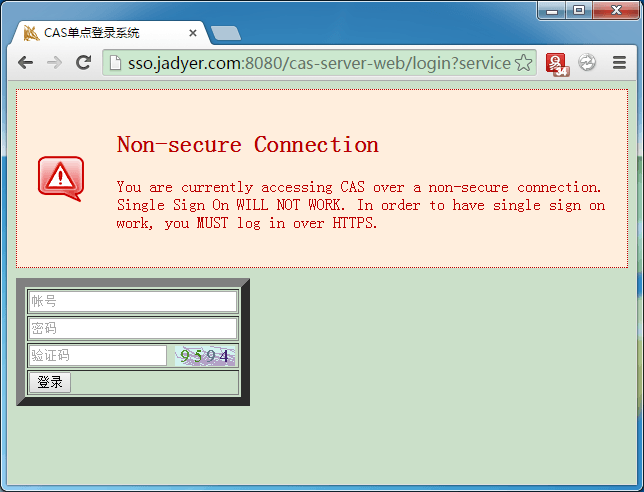 CAS单点登录系统
sso.jadyer.com:8080/cas-server-web/login?service
34
Non-secure Connection
You are currently accessing CAS over a non-secure connection.
Single Sign On WILL NOT WORK. In order to have single sign on
work, you MUST log in over HTTPS.
帐号
密码
验证码 9594
登录